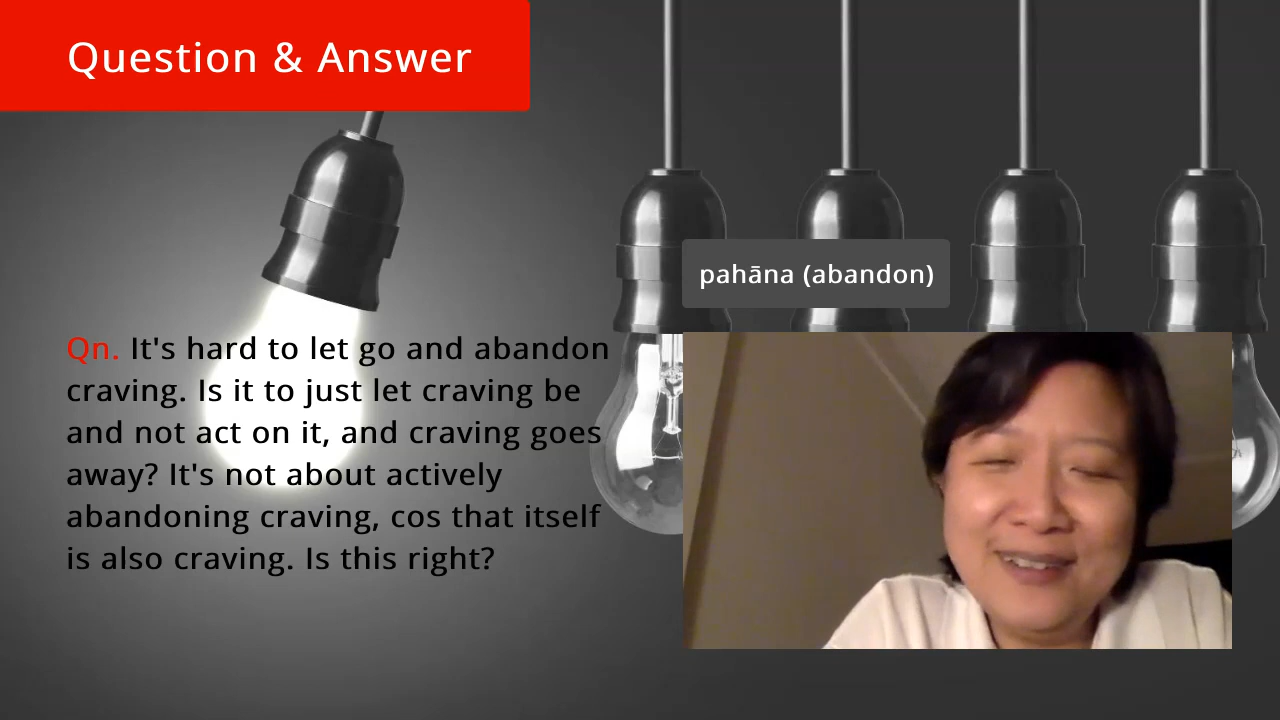 Question & Answer
pahāna (abandon)
Qn. It's hard to let go and abandon
craving. Is it to just let craving be
and not act on it, and craving goes
away? It's not about actively
abandoning craving, cos that itself
is also craving. Is this right?